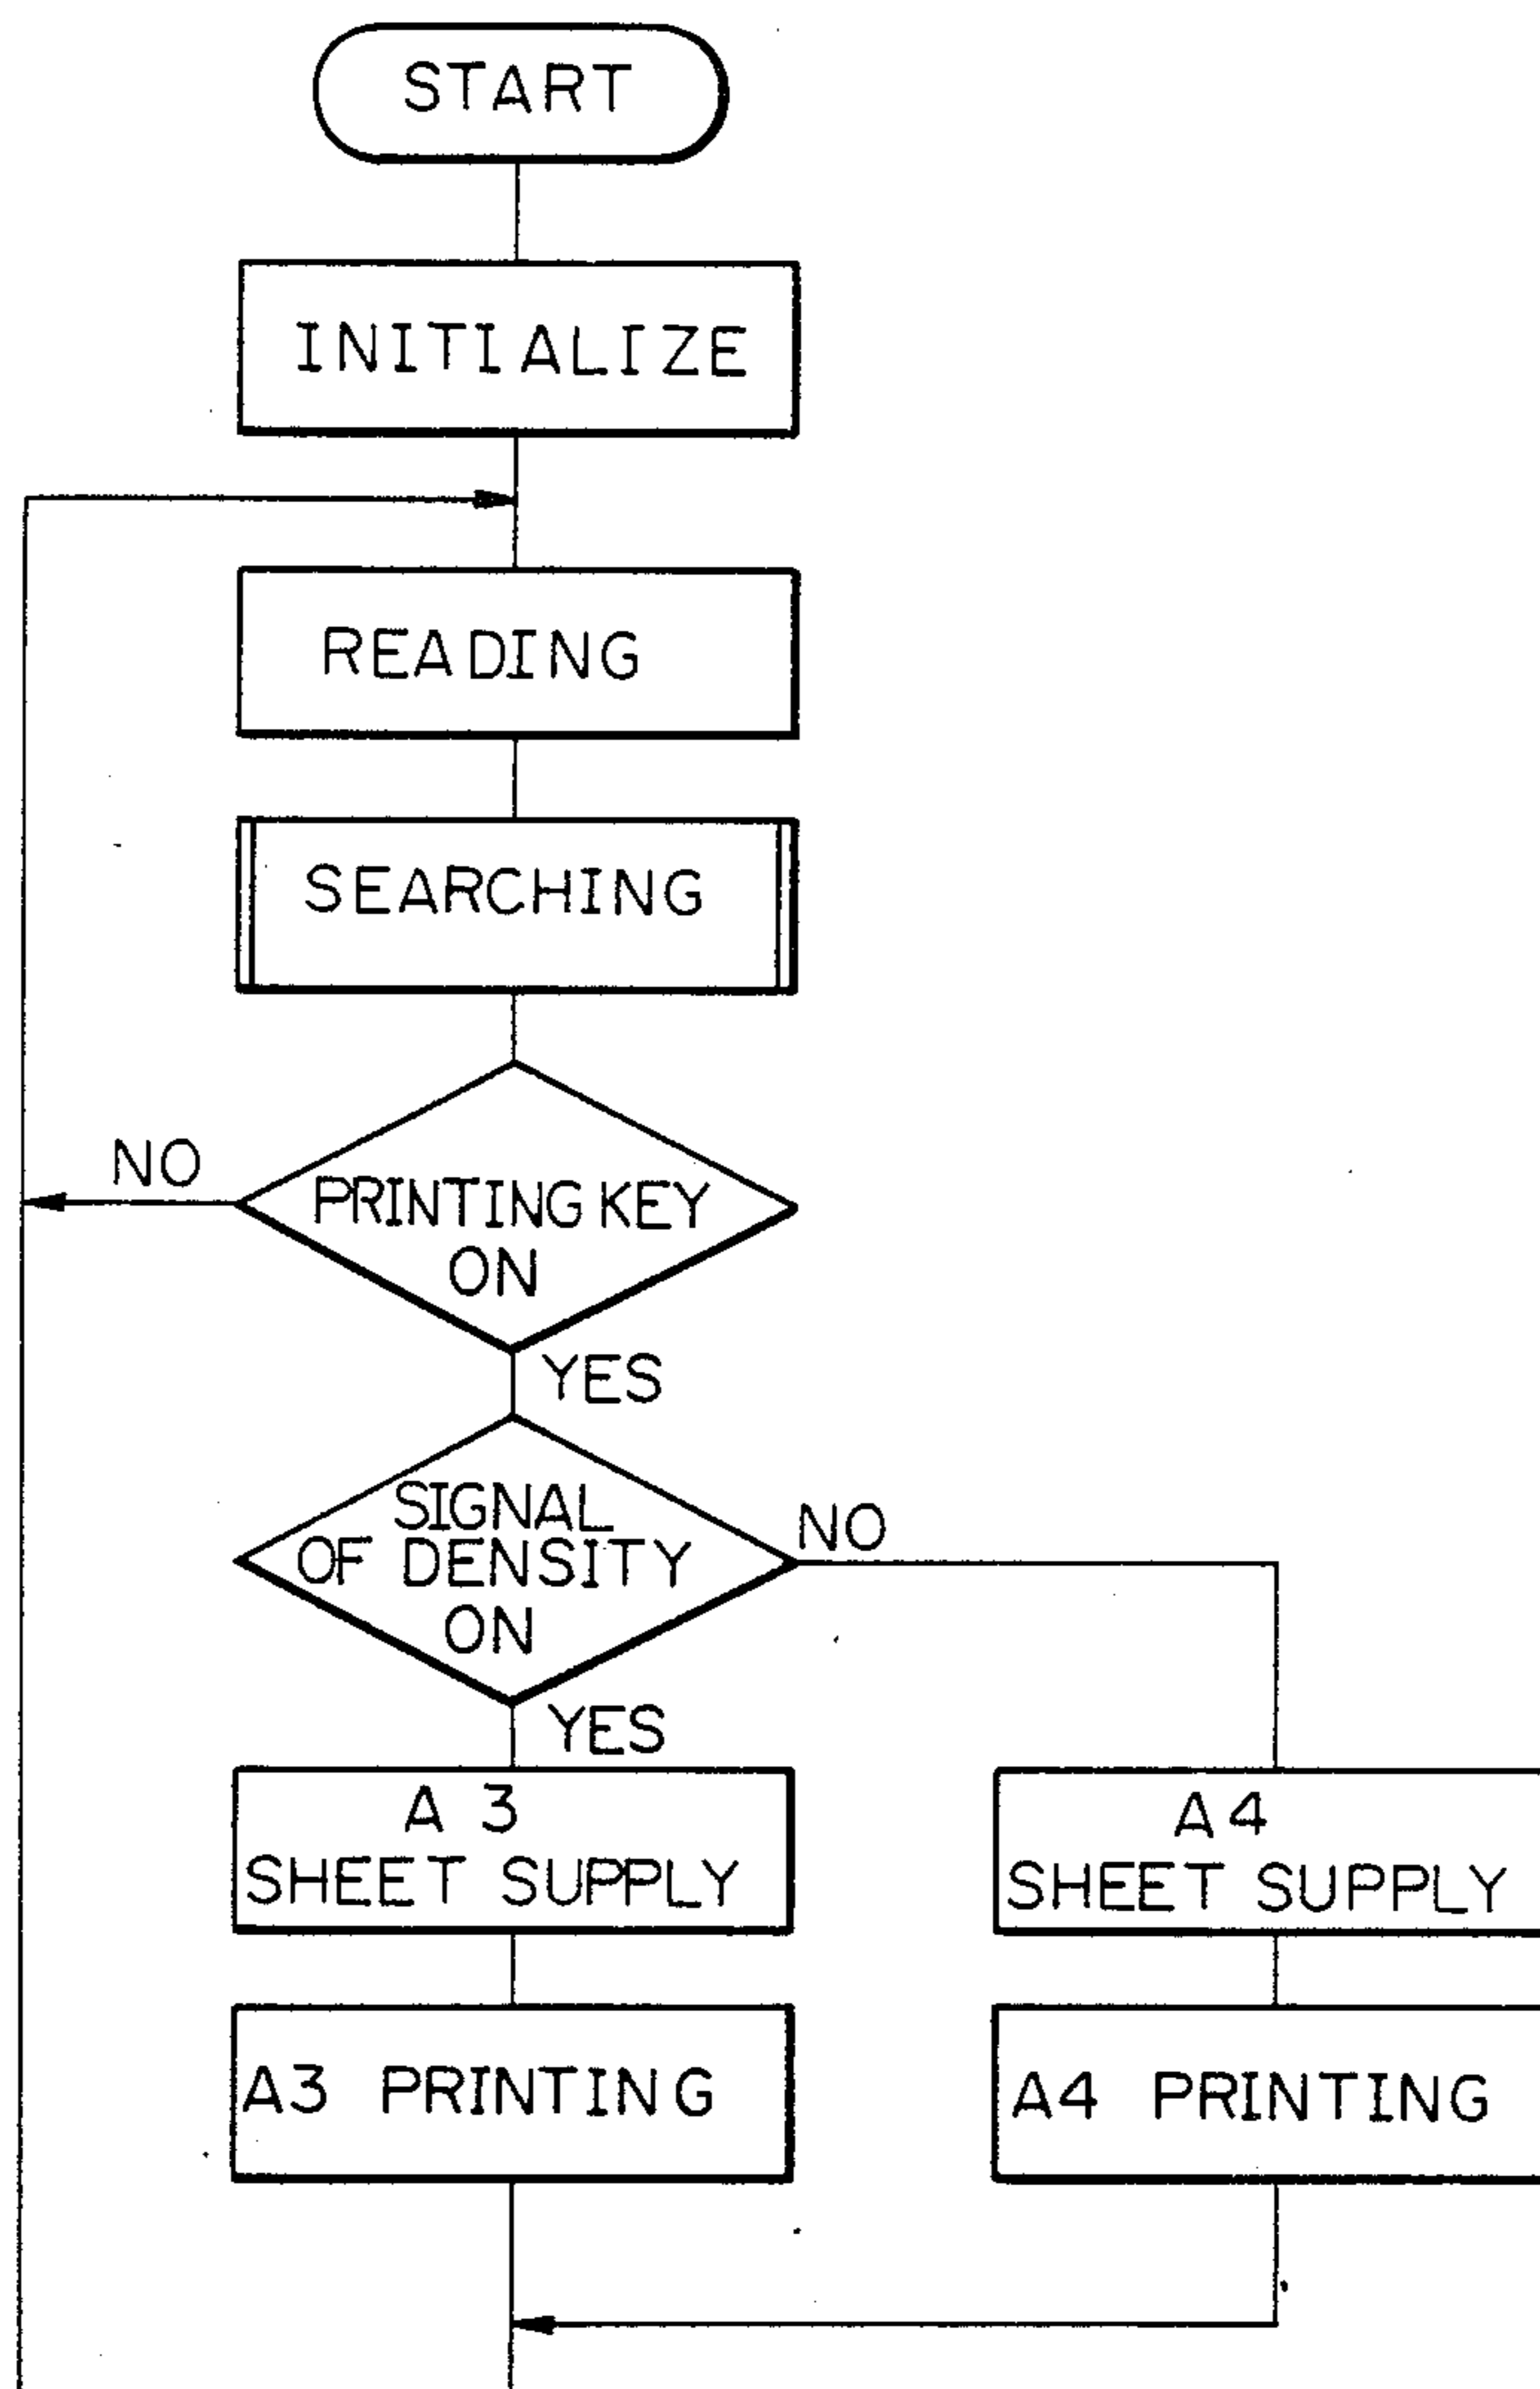 START
INITIALIZE
READING
SEARCHING
NO
PRINTING KEY
ON
YES
SIGNAL
OF DENSITY
ON
NO
YES
A 3
SHEET SUPPLY
A4
SHEET SUPPLY
A3 PRINTING
A4 PRINTING